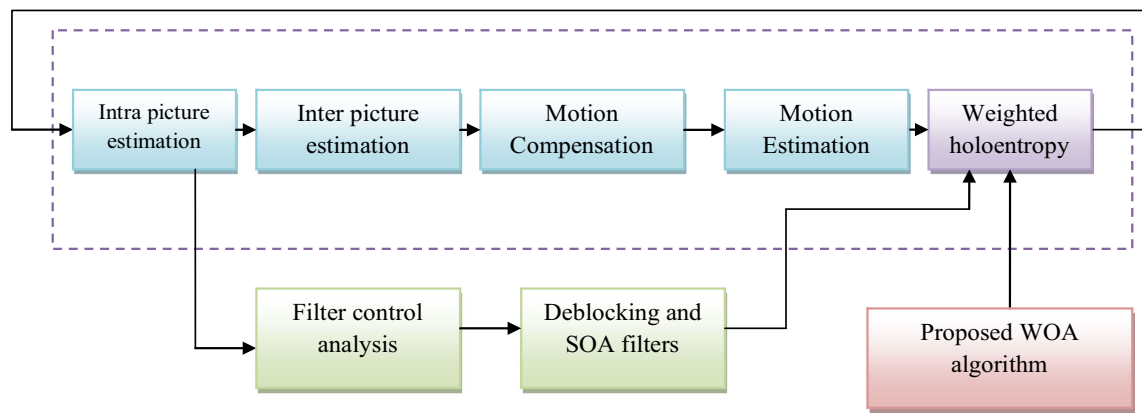 Intra picture
estimation
Inter picture
estimation
Motion
Compensation
Motion
Estimation
Weighted
holoentropy
Filter control
analysis
Deblocking and
SOA filters
Proposed WOA
algorithm